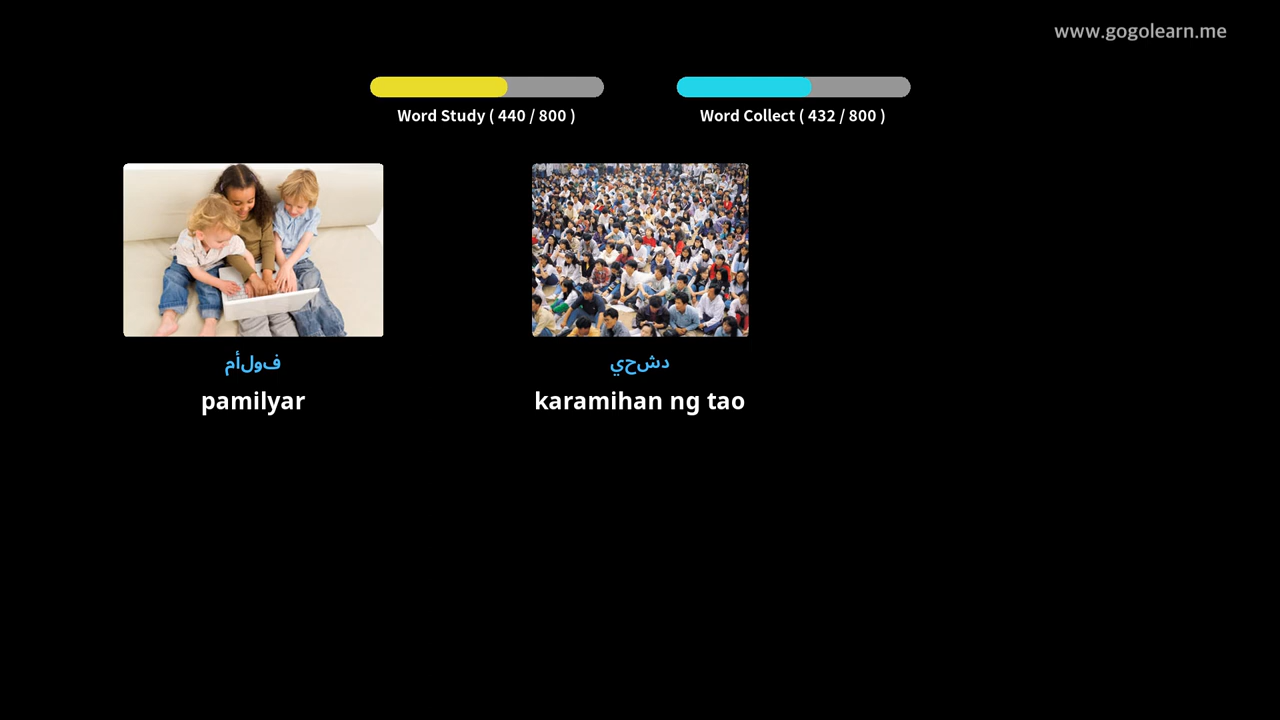 www.gogolearn.me
Word Study ( 440 / 800 )
Word Collect ( 432 / 800 )
فولأم
دشحي
pamilyar
karamihan ng tao